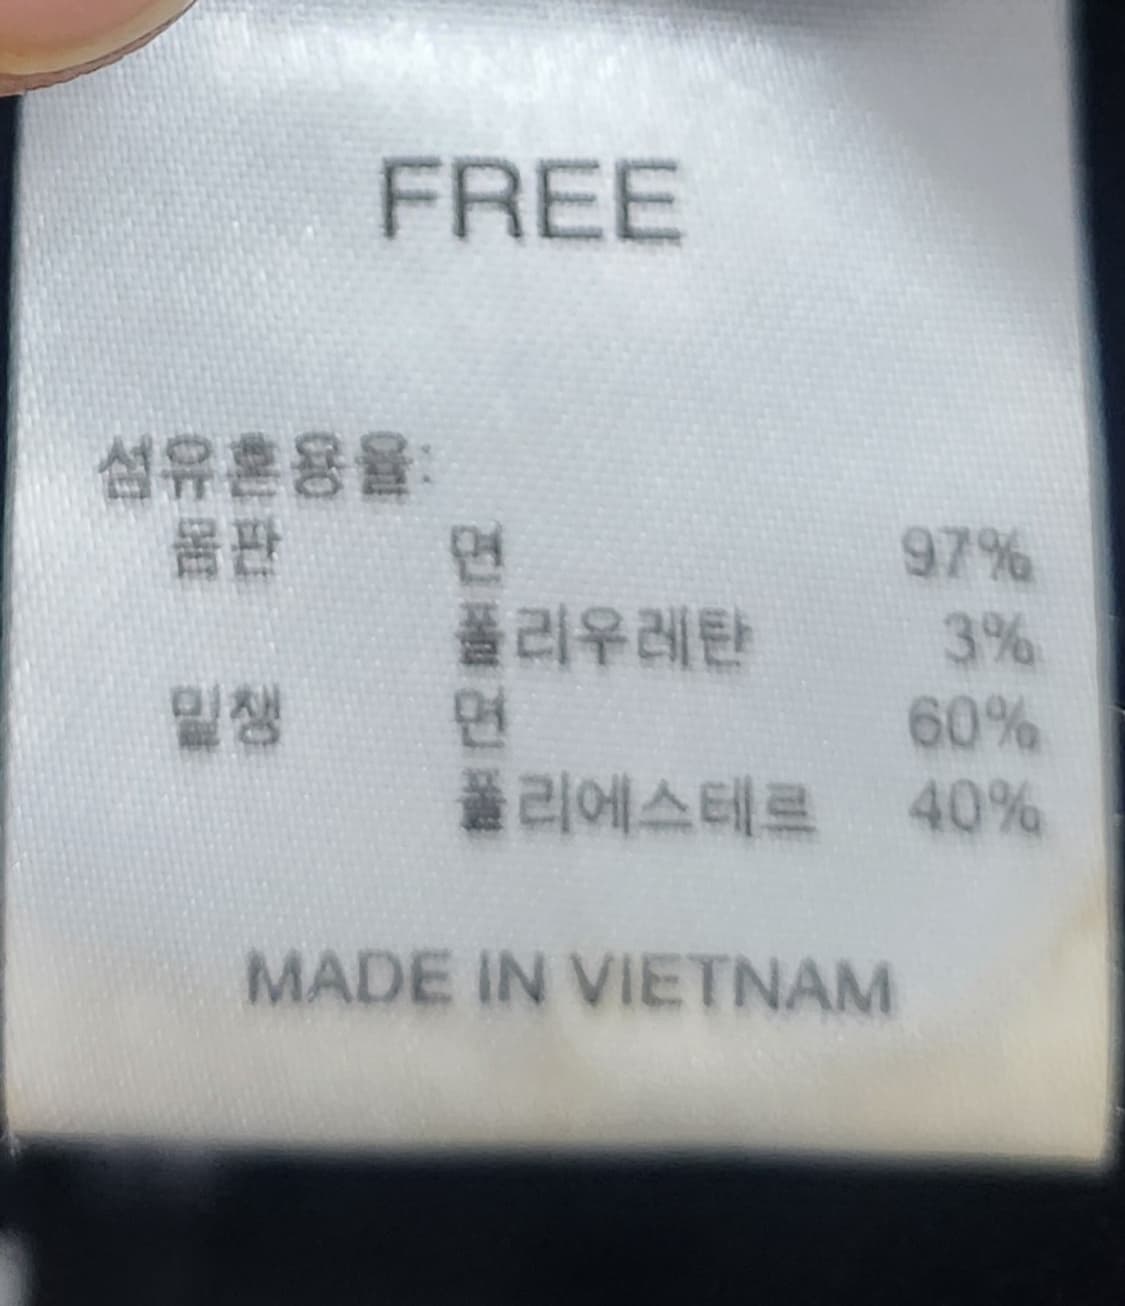 FREE
섬유혼용율:
몸판 면 97%
폴리우레탄 3%
밑챙 면 60%
폴리에스테르 40%
MADE IN VIETNAM